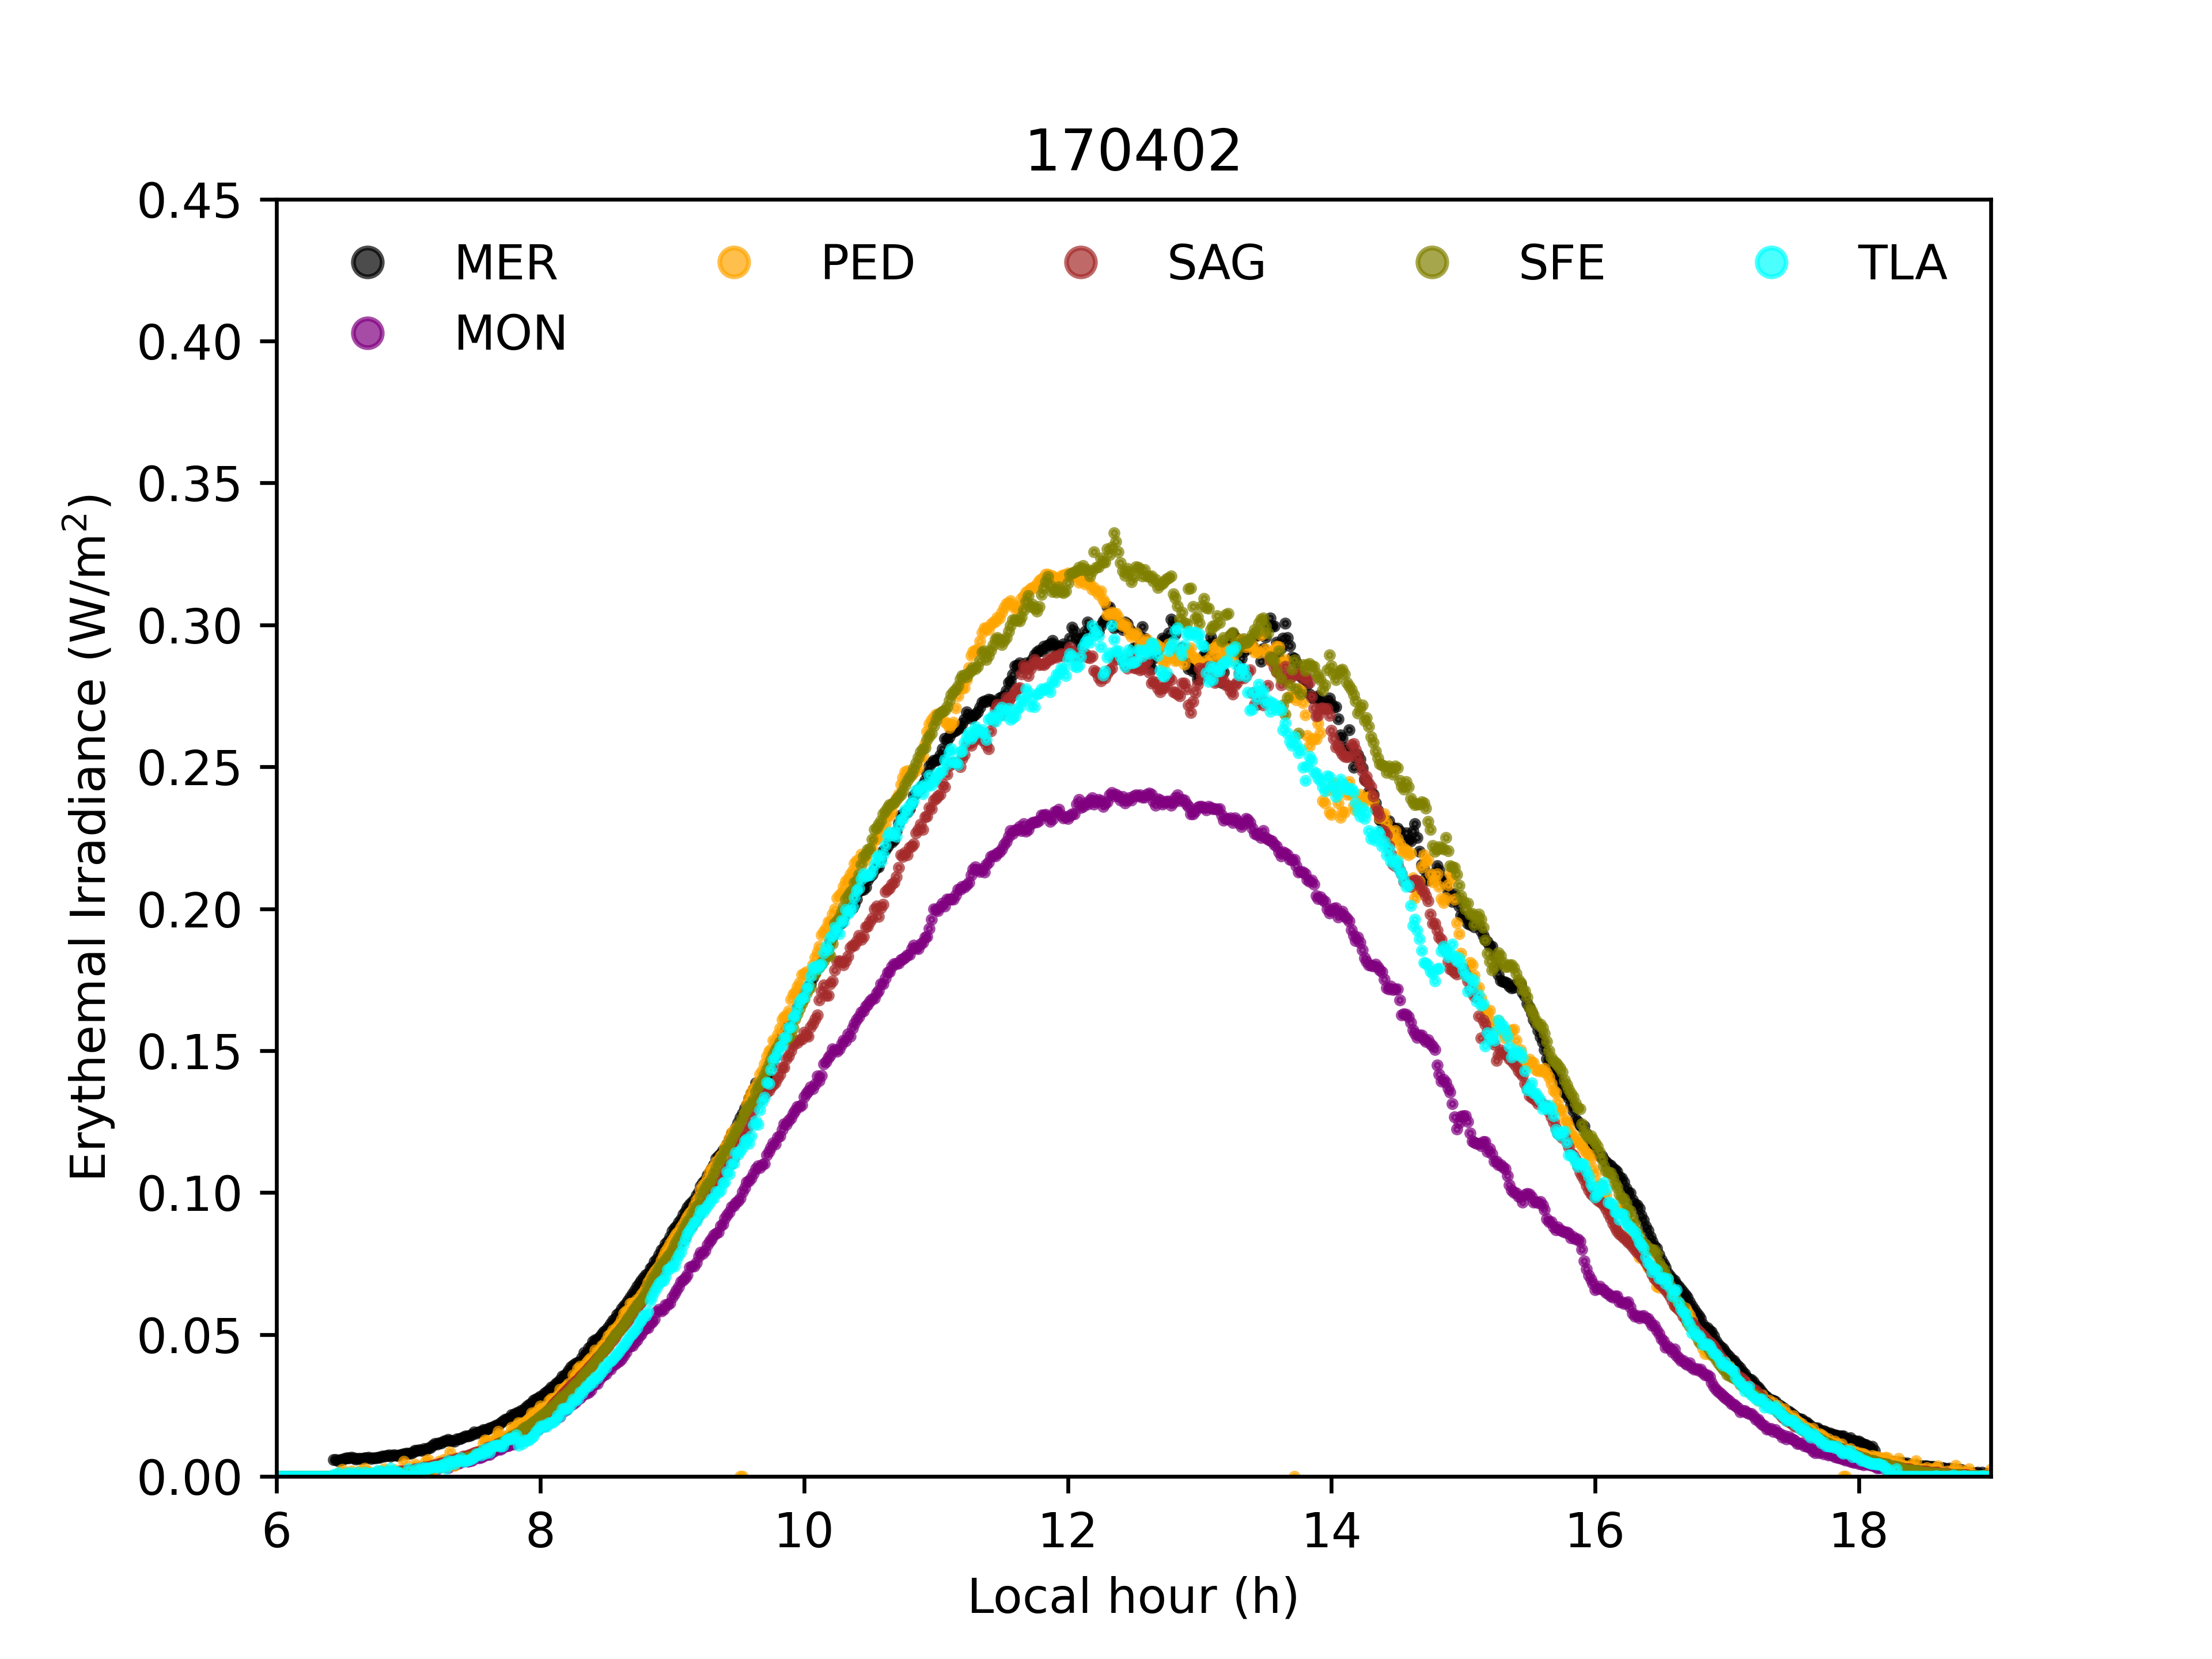 170402
0.45
0.40
0.35
0.30
0.25
0.20
0.15
0.10
0.05
0.00
Erythemal Irradiance (W/m²)
MER PED SAG SFE TLA
MON
6 8 10 12 14 16 18
Local hour (h)